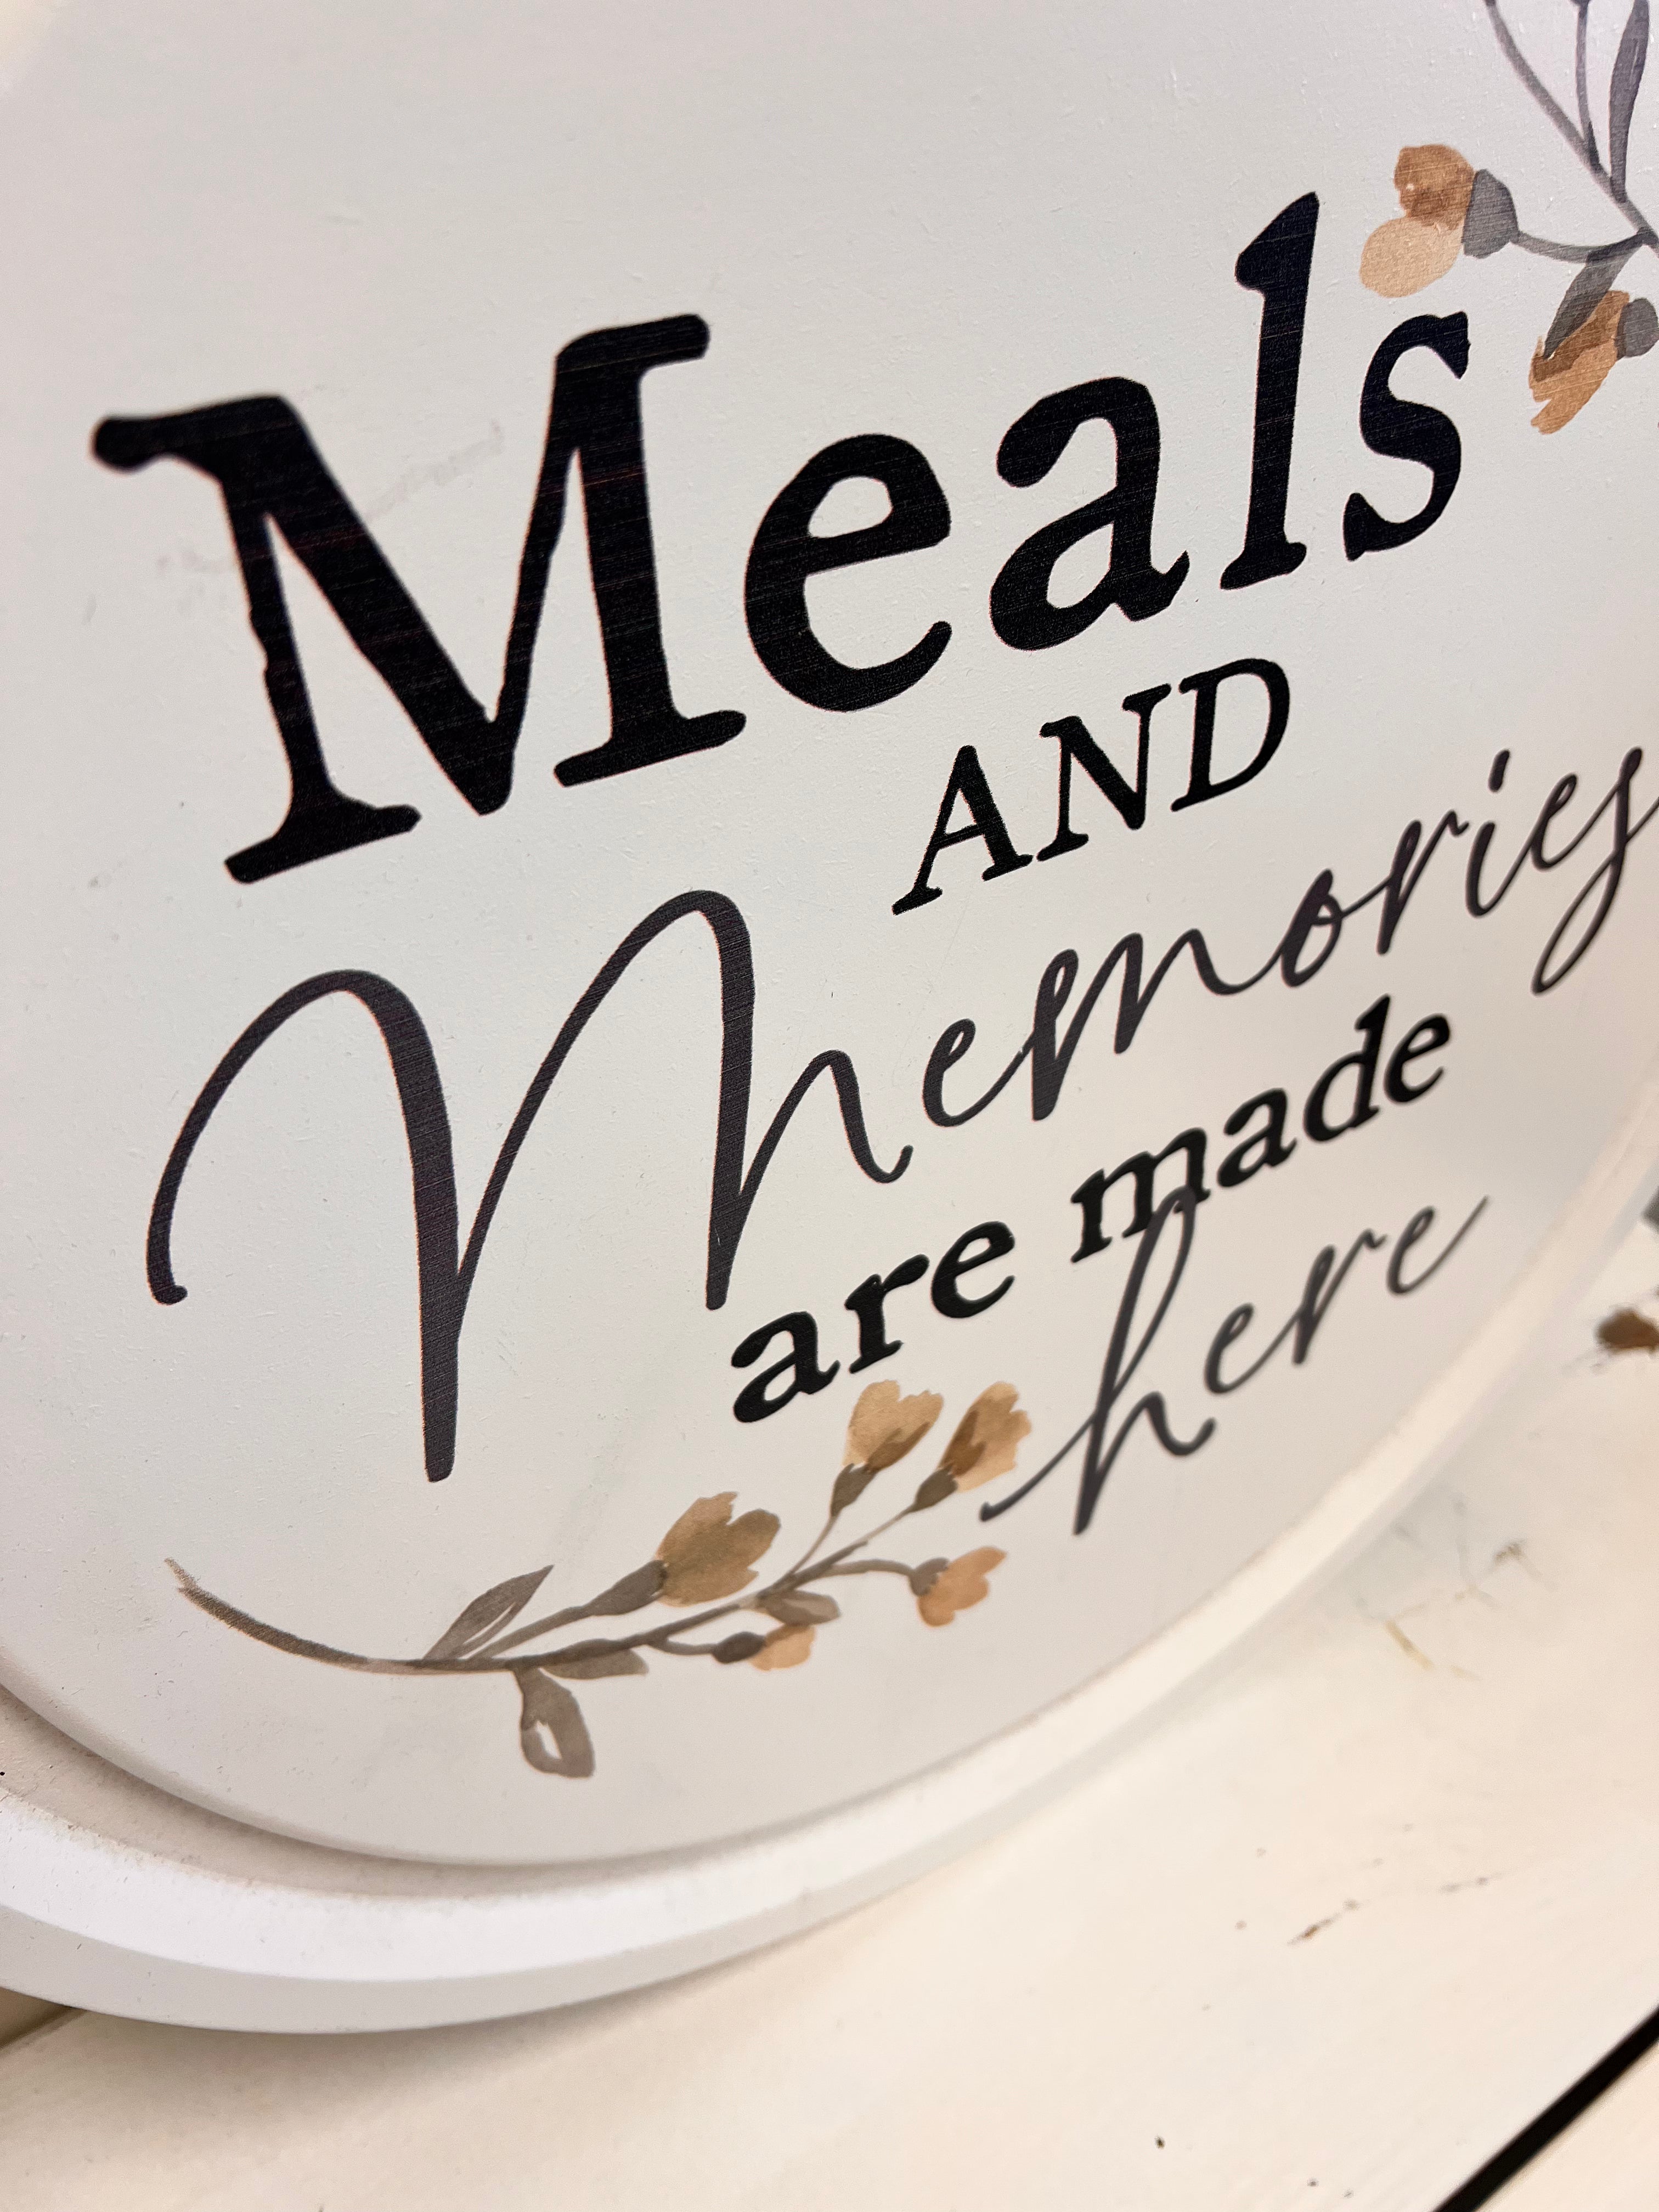 Meals
AND
Memories
are made
here